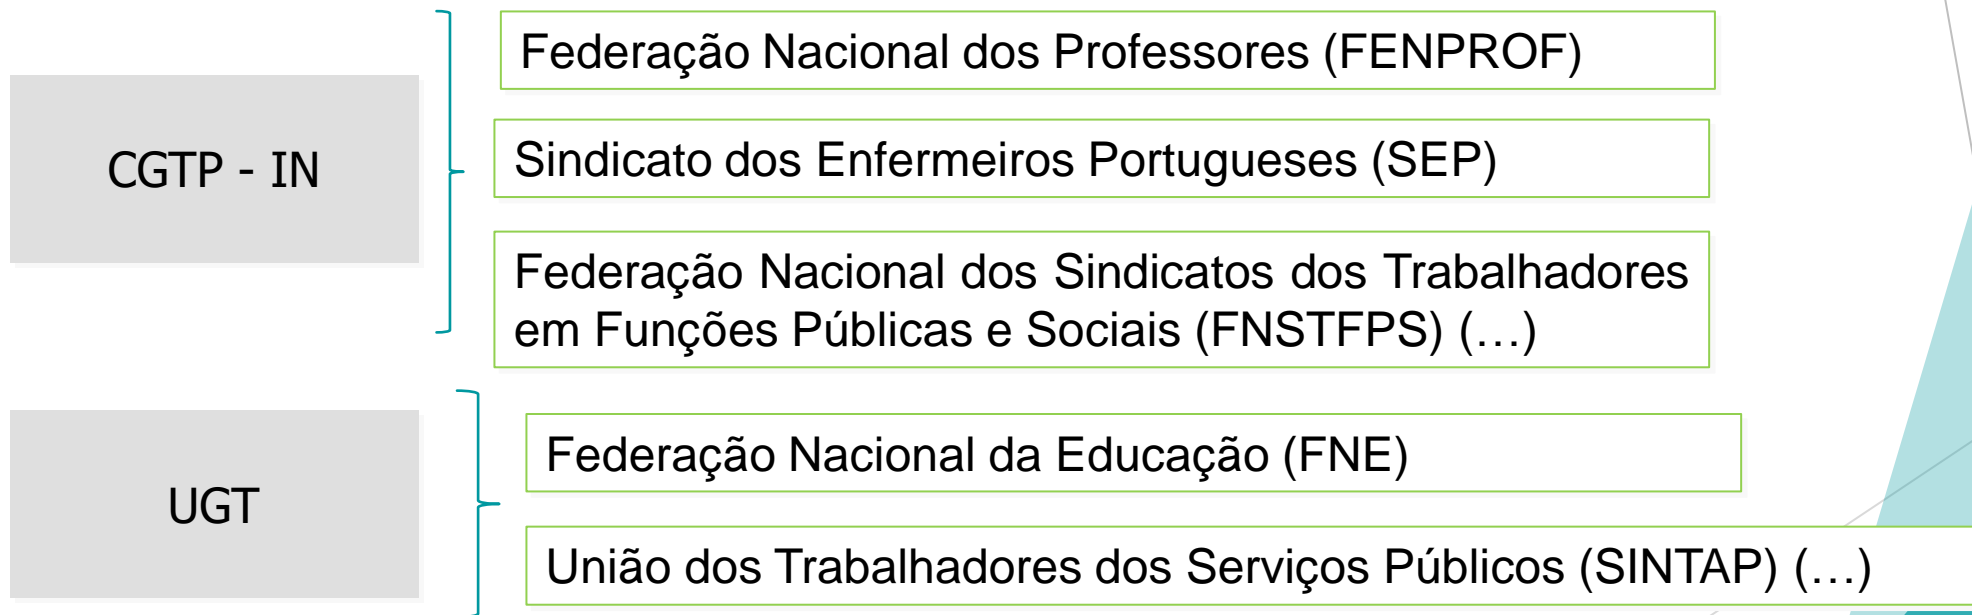 CGTP - IN
Federação Nacional dos Professores (FENPROF)
Sindicato dos Enfermeiros Portugueses (SEP)
Federação Nacional dos Sindicatos dos Trabalhadores
em Funções Públicas e Sociais (FNSTFPS) (…)
UGT
Federação Nacional da Educação (FNE)
União dos Trabalhadores dos Serviços Públicos (SINTAP) (…)